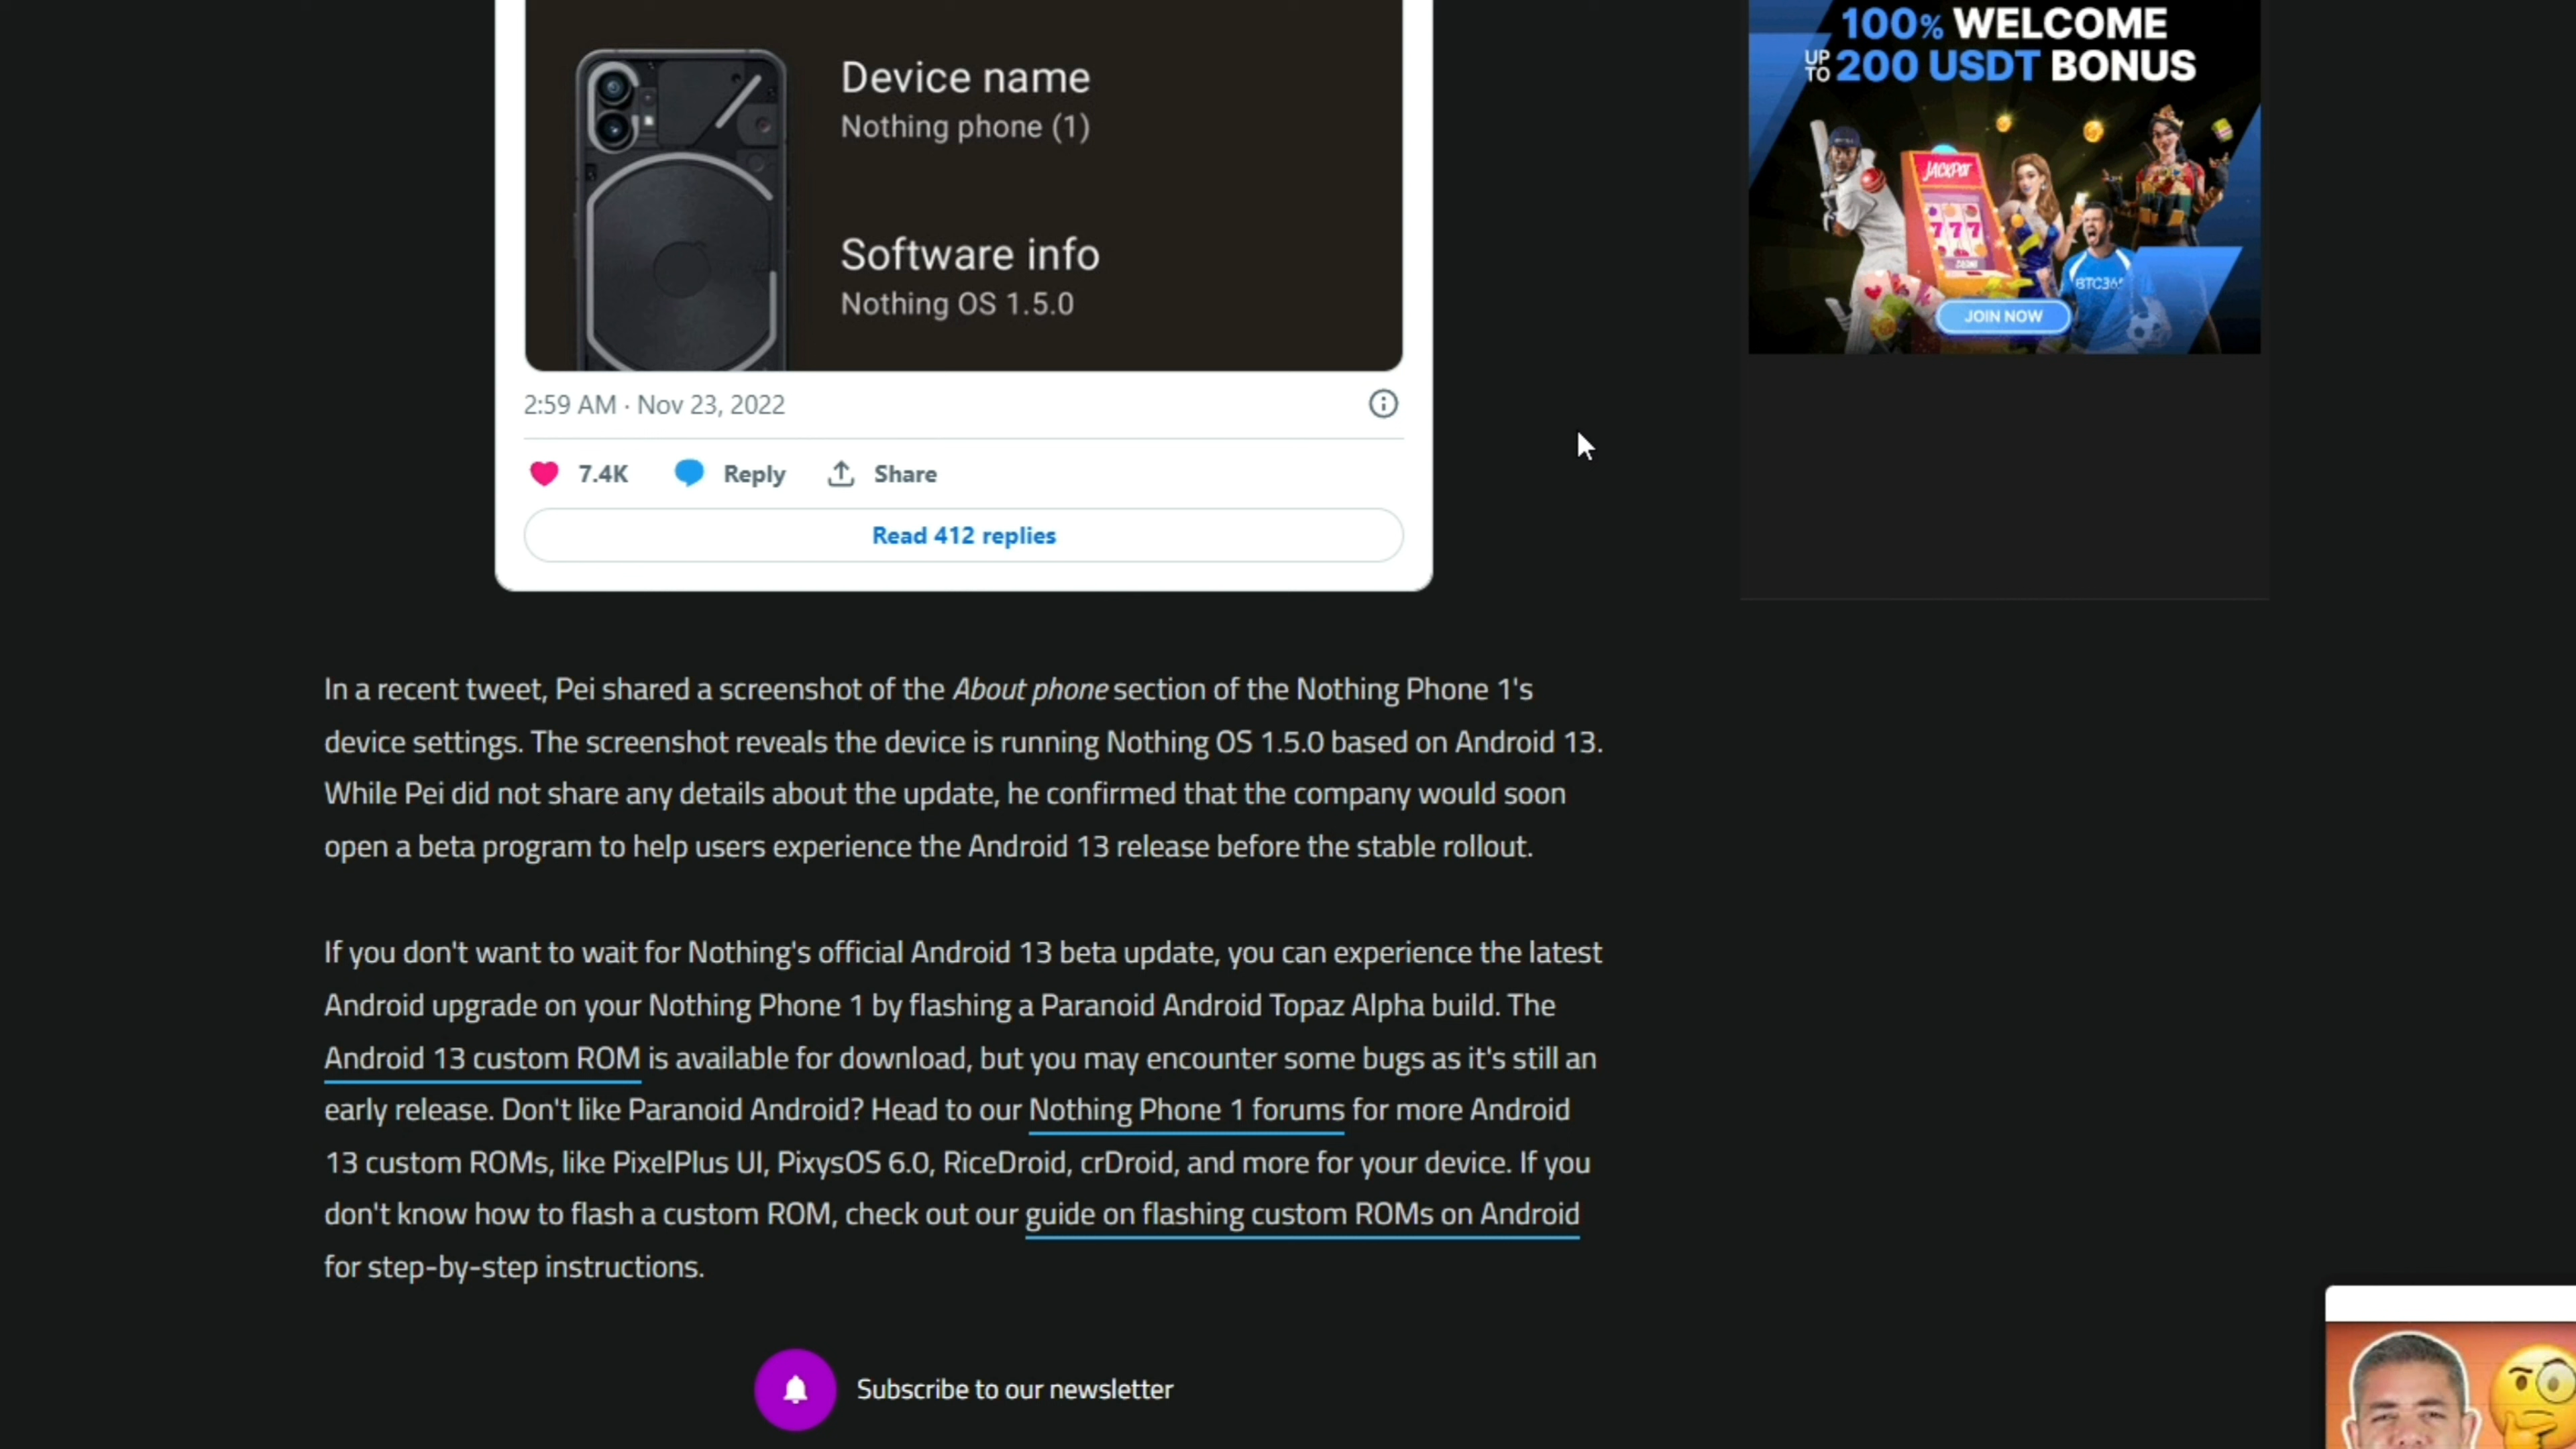 Device name
Nothing phone (1)
Software info
Nothing OS 1.5.0
2:59 AM · Nov 23, 2022
7.4K Reply Share
Read 412 replies
100% WELCOME
UP TO 200 USDT BONUS
JACKPOT
777
BTC365
JOIN NOW
In a recent tweet, Pei shared a screenshot of the About phone section of the Nothing Phone 1's
device settings. The screenshot reveals the device is running Nothing OS 1.5.0 based on Android 13.
While Pei did not share any details about the update, he confirmed that the company would soon
open a beta program to help users experience the Android 13 release before the stable rollout.
If you don't want to wait for Nothing's official Android 13 beta update, you can experience the latest
Android upgrade on your Nothing Phone 1 by flashing a Paranoid Android Topaz Alpha build. The
Android 13 custom ROM is available for download, but you may encounter some bugs as it's still an
early release. Don't like Paranoid Android? Head to our Nothing Phone 1 forums for more Android
13 custom ROMs, like PixelPlus UI, PixysOS 6.0, RiceDroid, crDroid, and more for your device. If you
don't know how to flash a custom ROM, check out our guide on flashing custom ROMs on Android
for step-by-step instructions.
Subscribe to our newsletter